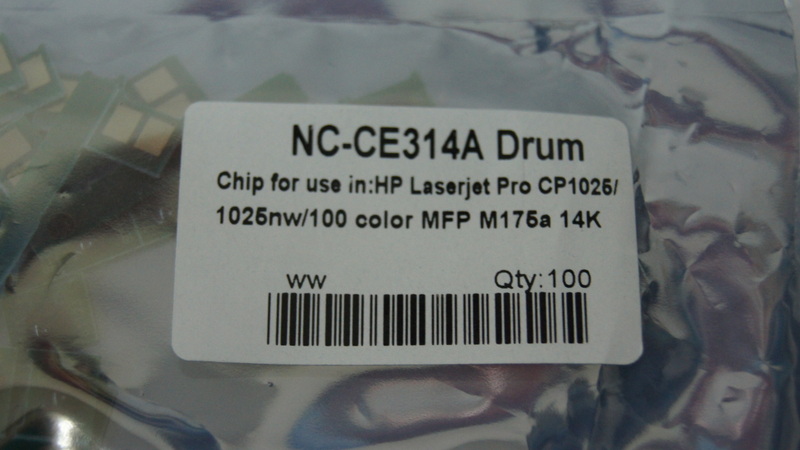 NC-CE314A Drum
Chip for use in:HP Laserjet Pro CP1025/
1025nw/100 color MFP M175a 14K
WW Qty:100